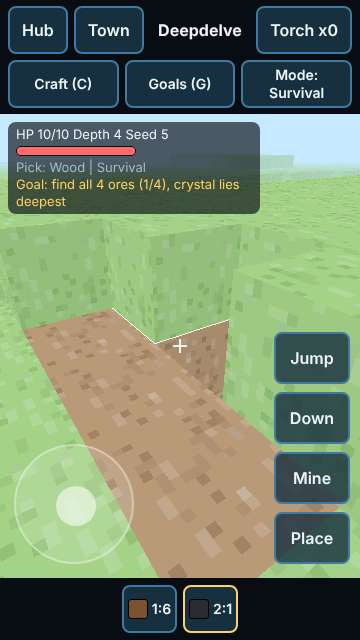 Hub Town Deepdelve Torch x0
Craft (C) Goals (G) Mode:
Survival
HP 10/10 Depth 4 Seed 5
Pick: Wood | Survival
Goal: find all 4 ores (1/4), crystal lies
deepest
Jump
Down
Mine
Place
1:6 2:1